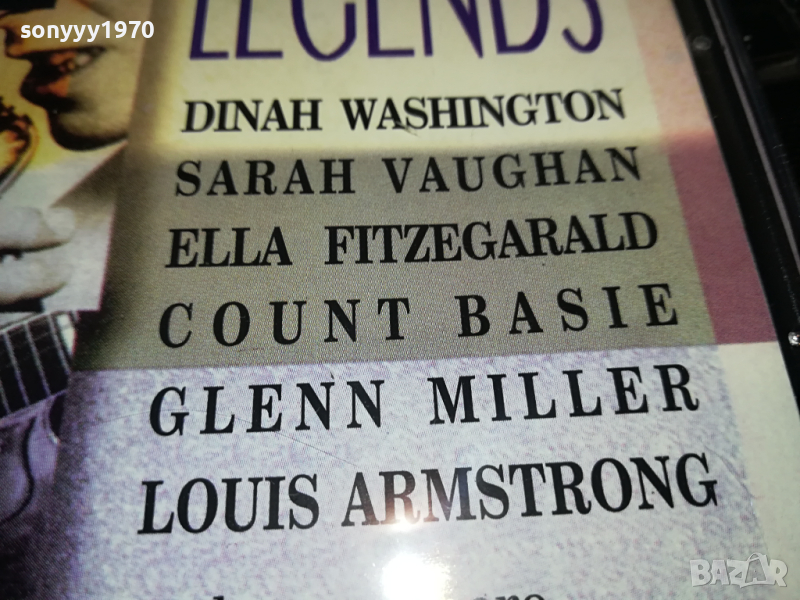 sonyyy1970
LEGENDS
DINAH WASHINGTON
SARAH VAUGHAN
ELLA FITZEGARALD
COUNT BASIE
GLENN MILLER
LOUIS ARMSTRONG
BAZAR